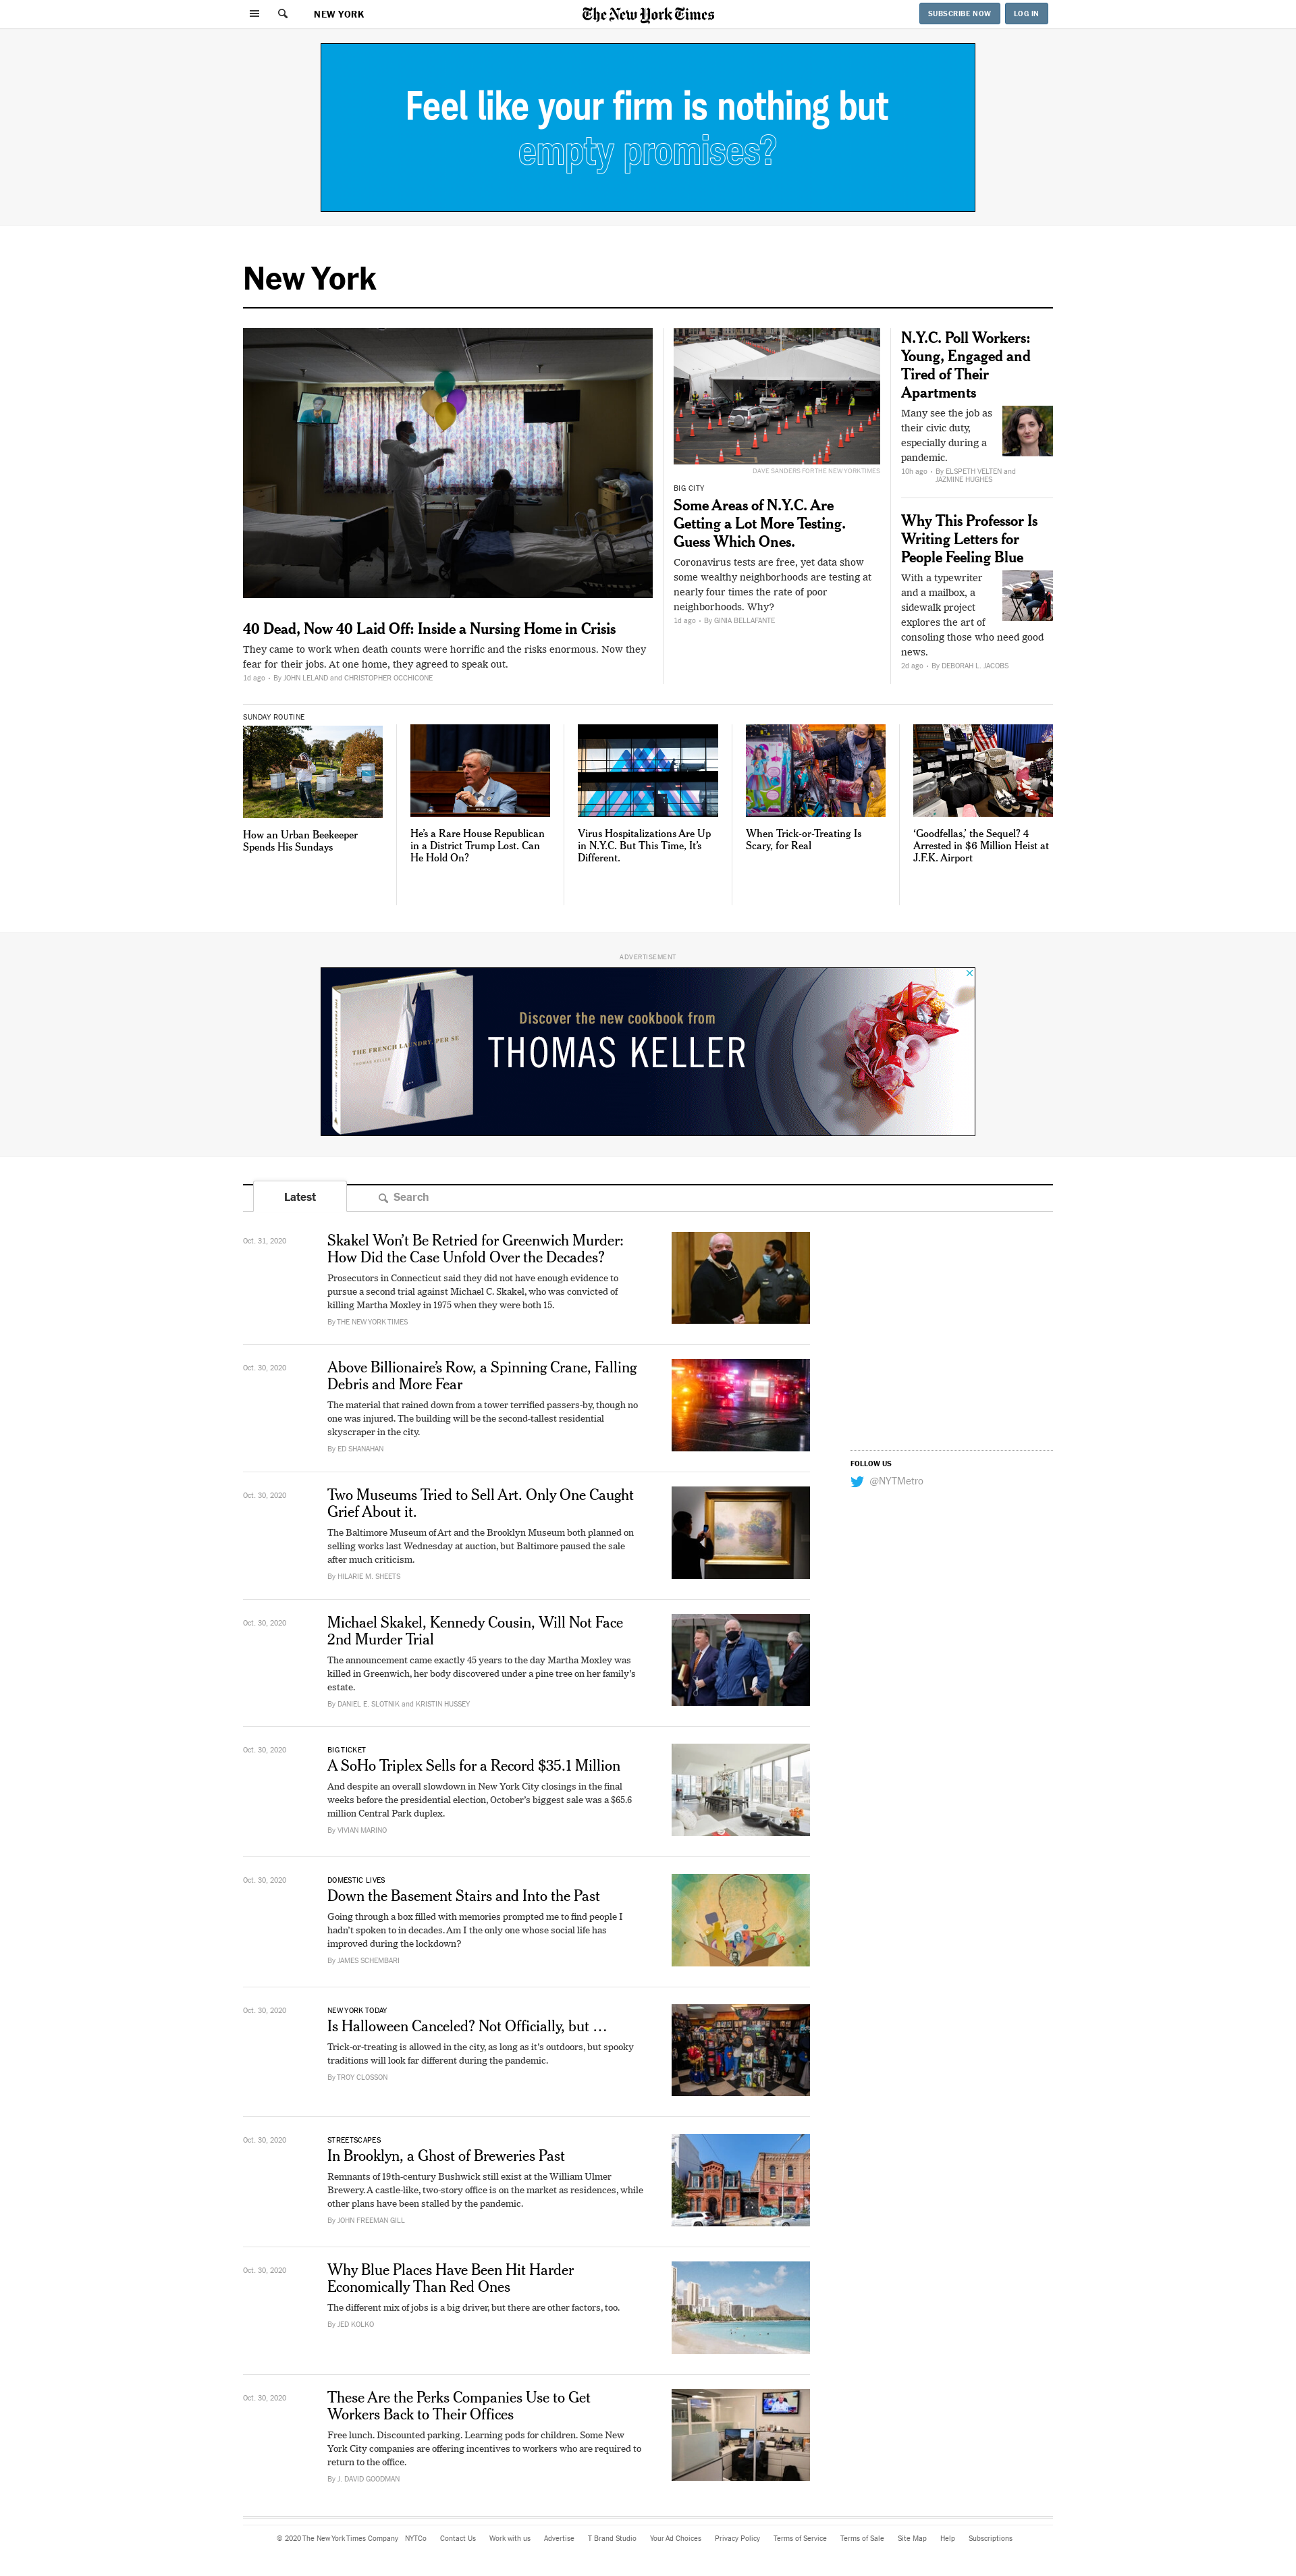 NEW YORK
The New York Times
SUBSCRIBE NOW
LOG IN
Feel like your firm is nothing but
empty promises?
New York
40 Dead, Now 40 Laid Off: Inside a Nursing Home in Crisis
They came to work when death counts were horrific and the risks enormous. Now they
fear for their jobs. At one home, they agreed to speak out.
1d ago • By JOHN LELAND and CHRISTOPHER OCCHICONE
DAVE SANDERS FOR THE NEW YORK TIMES
BIG CITY
Some Areas of N.Y.C. Are
Getting a Lot More Testing.
Guess Which Ones.
Coronavirus tests are free, yet data show
some wealthy neighborhoods are testing at
nearly four times the rate of poor
neighborhoods. Why?
1d ago • By GINIA BELLAFANTE
N.Y.C. Poll Workers:
Young, Engaged and
Tired of Their
Apartments
Many see the job as
their civic duty,
especially during a
pandemic.
10h ago • By ELSPETH VELTEN and
JAZMINE HUGHES
Why This Professor Is
Writing Letters for
People Feeling Blue
With a typewriter
and a mailbox, a
sidewalk project
explores the art of
consoling those who need good
news.
2d ago • By DEBORAH L. JACOBS
SUNDAY ROUTINE
How an Urban Beekeeper
Spends His Sundays
He’s a Rare House Republican
in a District Trump Lost. Can
He Hold On?
Virus Hospitalizations Are Up
in N.Y.C. But This Time, It’s
Different.
When Trick-or-Treating Is
Scary, for Real
‘Goodfellas,’ the Sequel? 4
Arrested in $6 Million Heist at
J.F.K. Airport
ADVERTISEMENT
THE FRENCH LAUNDRY, PER SE
THOMAS KELLER
Discover the new cookbook from
THOMAS KELLER
Latest
Search
Oct. 31, 2020
Skakel Won’t Be Retried for Greenwich Murder:
How Did the Case Unfold Over the Decades?
Prosecutors in Connecticut said they did not have enough evidence to
pursue a second trial against Michael C. Skakel, who was convicted of
killing Martha Moxley in 1975 when they were both 15.
By THE NEW YORK TIMES
Oct. 30, 2020
Above Billionaire’s Row, a Spinning Crane, Falling
Debris and More Fear
The material that rained down from a tower terrified passers-by, though no
one was injured. The building will be the second-tallest residential
skyscraper in the city.
By ED SHANAHAN
FOLLOW US
@NYTMetro
Oct. 30, 2020
Two Museums Tried to Sell Art. Only One Caught
Grief About it.
The Baltimore Museum of Art and the Brooklyn Museum both planned on
selling works last Wednesday at auction, but Baltimore paused the sale
after much criticism.
By HILARIE M. SHEETS
Oct. 30, 2020
Michael Skakel, Kennedy Cousin, Will Not Face
2nd Murder Trial
The announcement came exactly 45 years to the day Martha Moxley was
killed in Greenwich, her body discovered under a pine tree on her family’s
estate.
By DANIEL E. SLOTNIK and KRISTIN HUSSEY
Oct. 30, 2020
BIG TICKET
A SoHo Triplex Sells for a Record $35.1 Million
And despite an overall slowdown in New York City closings in the final
weeks before the presidential election, October’s biggest sale was a $65.6
million Central Park duplex.
By VIVIAN MARINO
Oct. 30, 2020
DOMESTIC LIVES
Down the Basement Stairs and Into the Past
Going through a box filled with memories prompted me to find people I
hadn’t spoken to in decades. Am I the only one whose social life has
improved during the lockdown?
By JAMES SCHEMBARI
Oct. 30, 2020
NEW YORK TODAY
Is Halloween Canceled? Not Officially, but …
Trick-or-treating is allowed in the city, as long as it’s outdoors, but spooky
traditions will look far different during the pandemic.
By TROY CLOSSON
Oct. 30, 2020
STREETSCAPES
In Brooklyn, a Ghost of Breweries Past
Remnants of 19th-century Bushwick still exist at the William Ulmer
Brewery. A castle-like, two-story office is on the market as residences, while
other plans have been stalled by the pandemic.
By JOHN FREEMAN GILL
Oct. 30, 2020
Why Blue Places Have Been Hit Harder
Economically Than Red Ones
The different mix of jobs is a big driver, but there are other factors, too.
By JED KOLKO
Oct. 30, 2020
These Are the Perks Companies Use to Get
Workers Back to Their Offices
Free lunch. Discounted parking. Learning pods for children. Some New
York City companies are offering incentives to workers who are required to
return to the office.
By J. DAVID GOODMAN
© 2020 The New York Times Company NYTCo Contact Us Work with us Advertise T Brand Studio Your Ad Choices Privacy Policy Terms of Service Terms of Sale Site Map Help Subscriptions